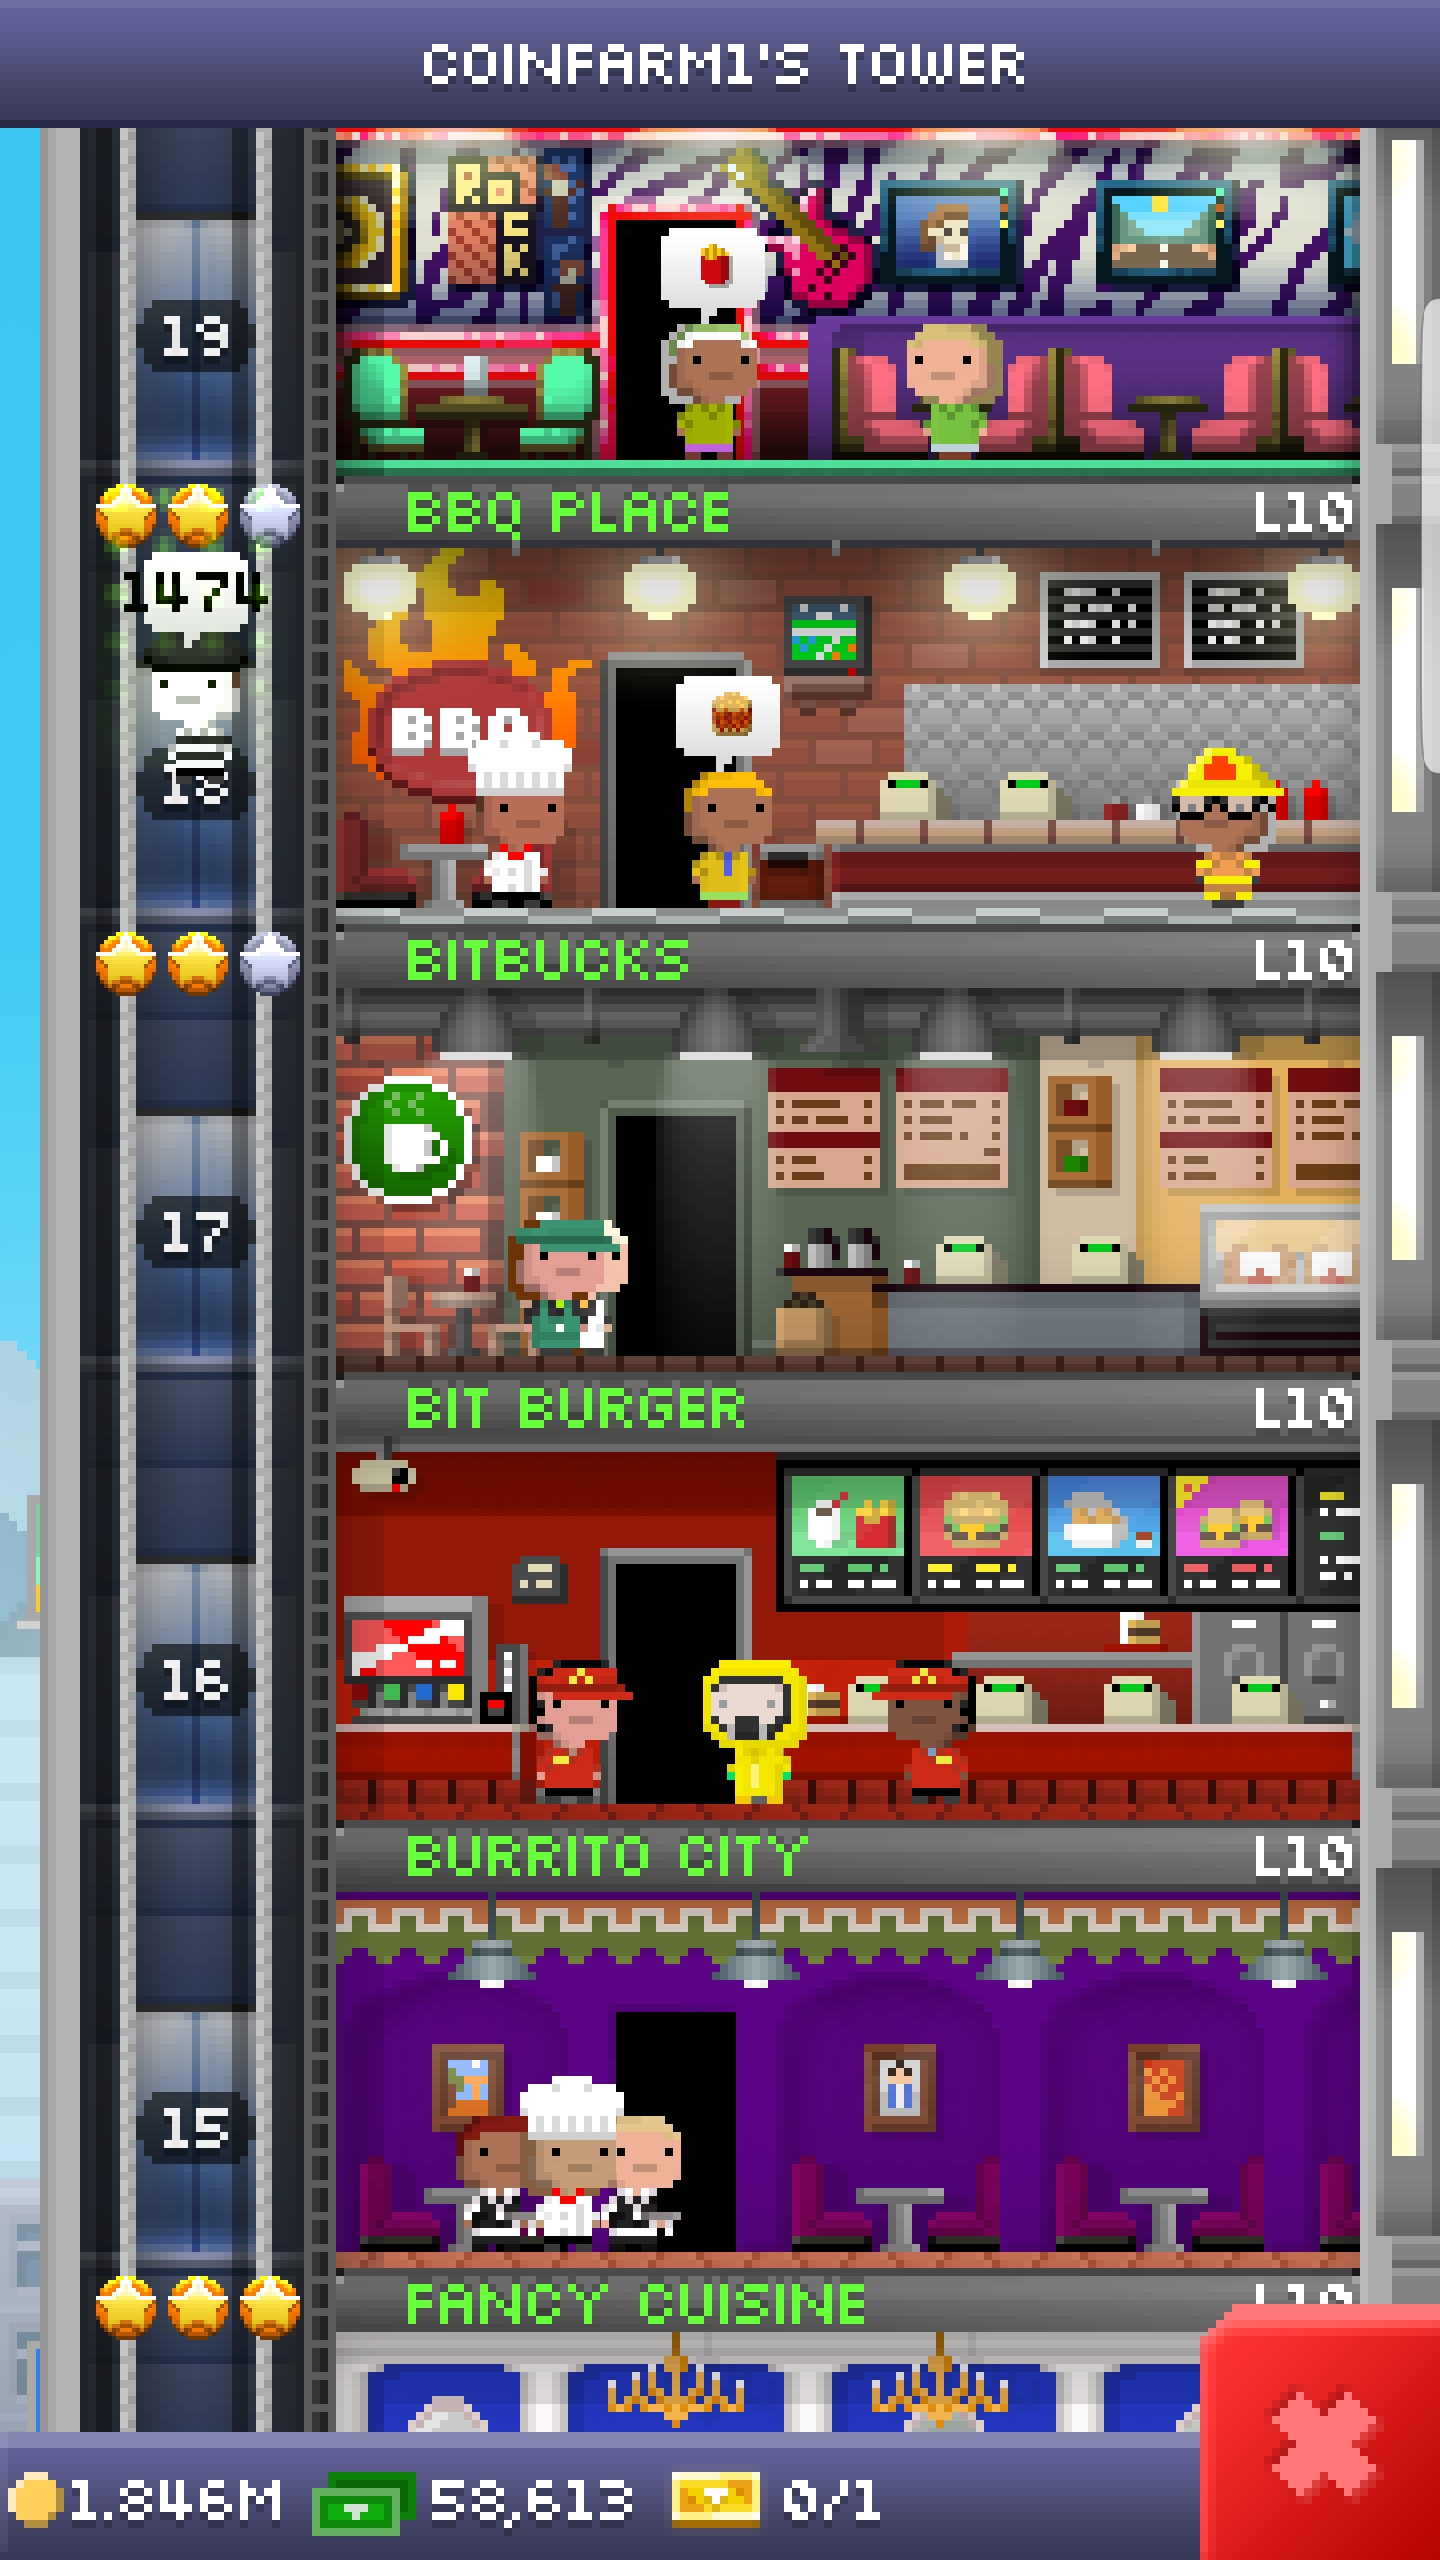 COINFARM1'S TOWER
RO
CK
19
BBQ PLACE L10
1474
BBQ
18
BITBUCKS L10
17
BIT BURGER L10
16
BURRITO CITY L10
15
FANCY CUISINE L10
1.846M 58,613 0/1